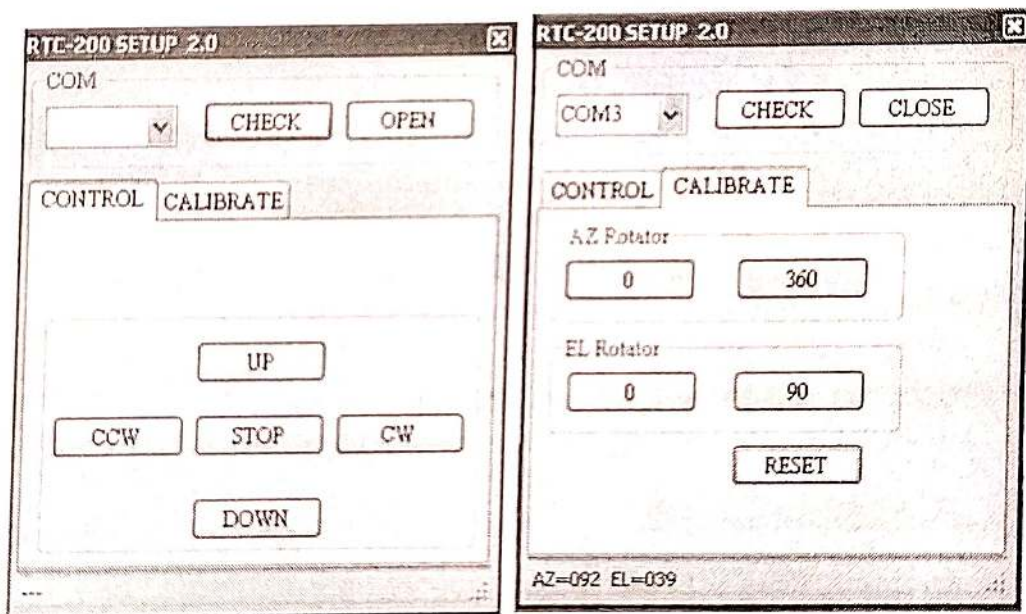 RTC-200 SETUP 2.0
COM
CHECK OPEN
CONTROL CALIBRATE
UP
CCW STOP CW
DOWN
---
RTC-200 SETUP 2.0
COM
COM3 CHECK CLOSE
CONTROL CALIBRATE
AZ Rotator
0 360
EL Rotator
0 90
RESET
AZ=092 EL=039